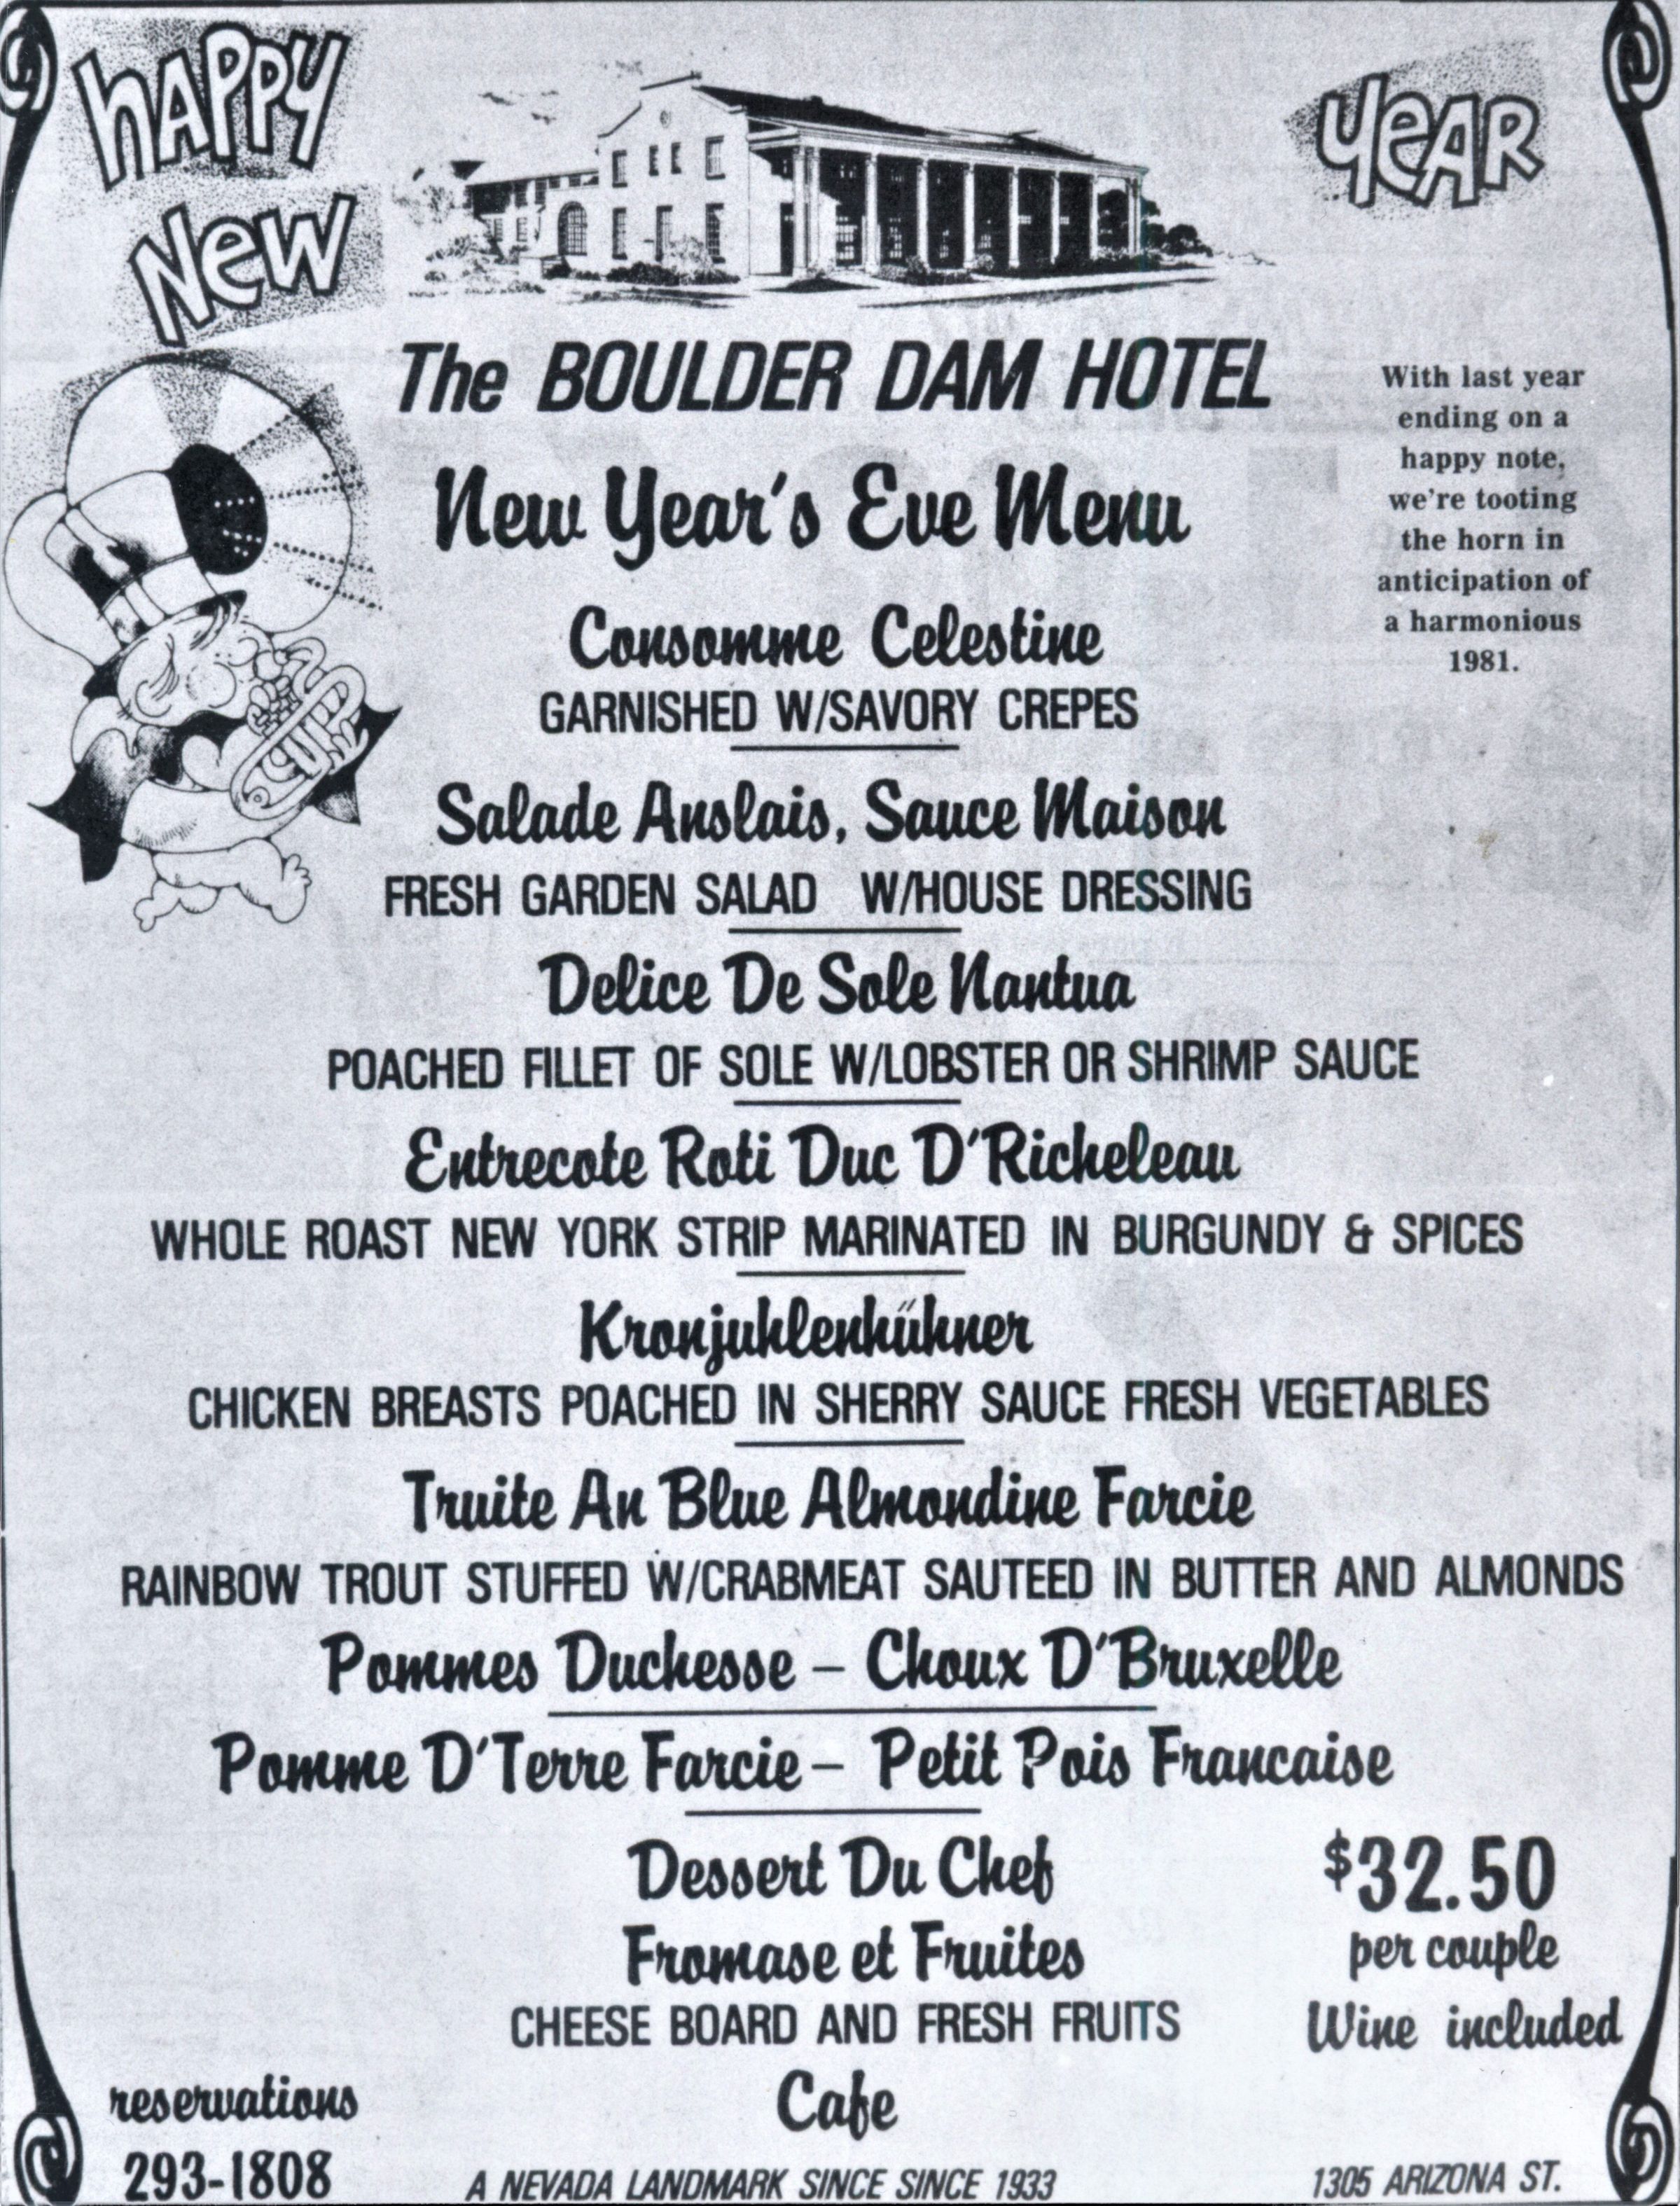 HAPPY
NEW
YEAR
The BOULDER DAM HOTEL
With last year
ending on a
happy note,
we're tooting
the horn in
anticipation of
a harmonious
1981.
New Year's Eve Menu
Consomme Celestine
GARNISHED W/SAVORY CREPES
Salade Anslais, Sauce Maison
FRESH GARDEN SALAD W/HOUSE DRESSING
Delice De Sole Nantua
POACHED FILLET OF SOLE W/LOBSTER OR SHRIMP SAUCE
Entrecote Roti Duc D'Richeleau
WHOLE ROAST NEW YORK STRIP MARINATED IN BURGUNDY & SPICES
Kronjuhlenhühner
CHICKEN BREASTS POACHED IN SHERRY SAUCE FRESH VEGETABLES
Truite An Blue Almondine Farcie
RAINBOW TROUT STUFFED W/CRABMEAT SAUTEED IN BUTTER AND ALMONDS
Pommes Duchesse – Choux D'Bruxelle
Pomme D'Terre Farcie – Petit Pois Francaise
Dessert Du Chef
Fromase et Fruites
CHEESE BOARD AND FRESH FRUITS
Cafe
$32.50
per couple
Wine included
reservations
293-1808
A NEVADA LANDMARK SINCE SINCE 1933
1305 ARIZONA ST.